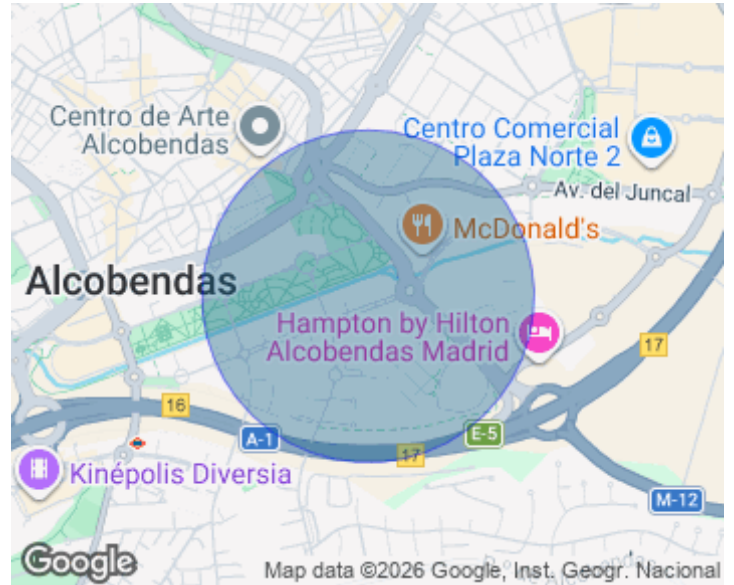 Centro de Arte
Alcobendas
Centro Comercial
Plaza Norte 2
Av. del Juncal
McDonald's
Alcobendas
Hampton by Hilton
Alcobendas Madrid
17
16
A-1
E-5
17
Kinépolis Diversia
M-12
Google
Map data ©2026 Google, Inst. Geogr. Nacional